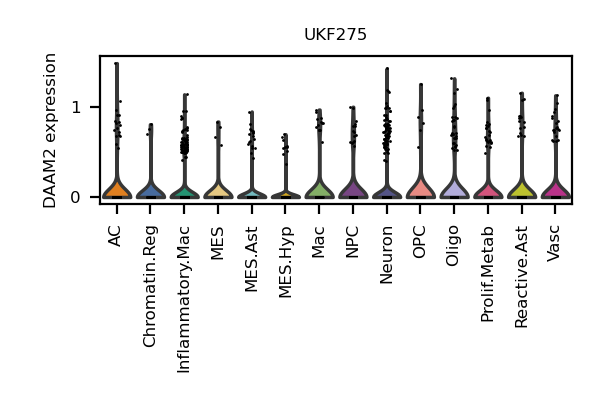 UKF275
DAAM2 expression
1
0
AC
Chromatin.Reg
Inflammatory.Mac
MES
MES.Ast
MES.Hyp
Mac
NPC
Neuron
OPC
Oligo
Prolif.Metab
Reactive.Ast
Vasc